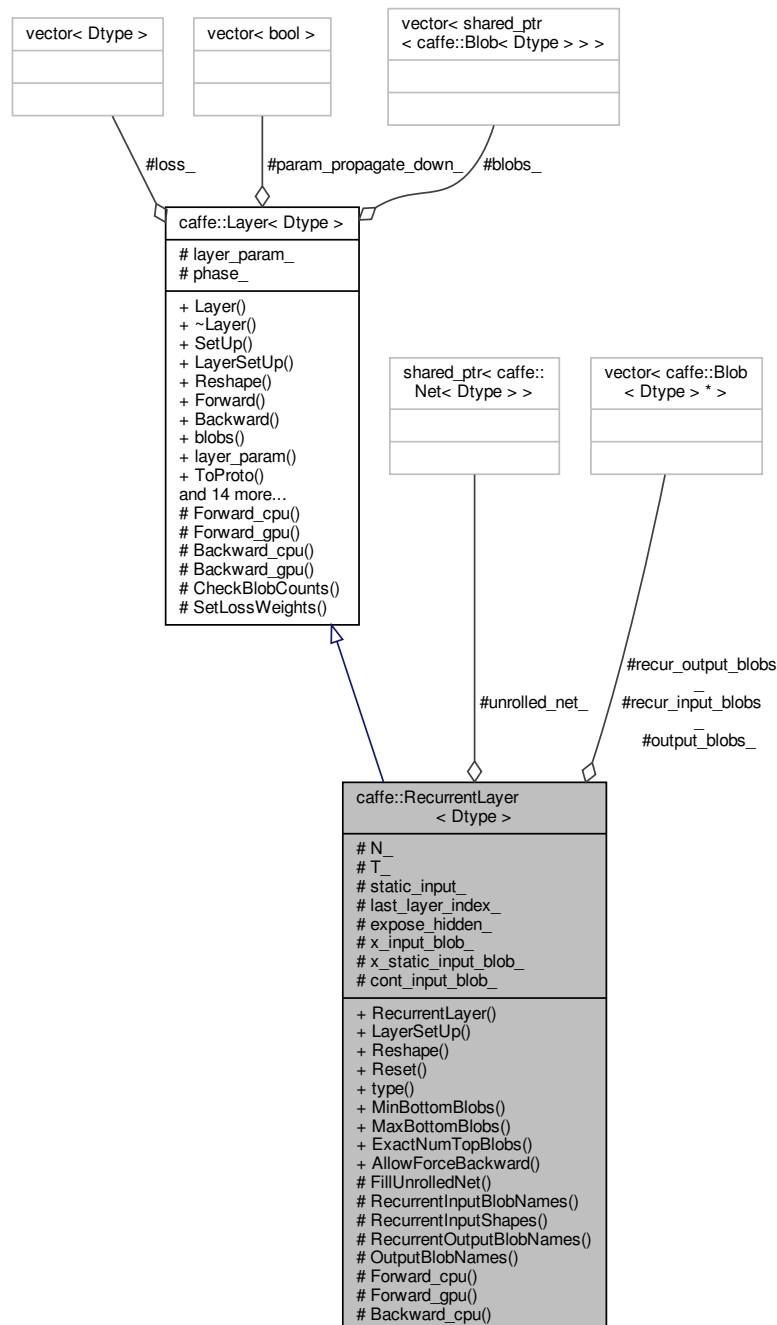 vector< Dtype >
vector< bool >
vector< shared_ptr
< caffe::Blob< Dtype > > >
#loss_
#param_propagate_down_
#blobs_
caffe::Layer< Dtype >
# layer_param_
# phase_
+ Layer()
+ ~Layer()
+ SetUp()
+ LayerSetUp()
+ Reshape()
+ Forward()
+ Backward()
+ blobs()
+ layer_param()
+ ToProto()
and 14 more...
# Forward_cpu()
# Forward_gpu()
# Backward_cpu()
# Backward_gpu()
# CheckBlobCounts()
# SetLossWeights()
shared_ptr< caffe::
Net< Dtype > >
vector< caffe::Blob
< Dtype > * >
#unrolled_net_
#recur_output_blobs
_
#recur_input_blobs
_
#output_blobs_
caffe::RecurrentLayer
< Dtype >
# N_
# T_
# static_input_
# last_layer_index_
# expose_hidden_
# x_input_blob_
# x_static_input_blob_
# cont_input_blob_
+ RecurrentLayer()
+ LayerSetUp()
+ Reshape()
+ Reset()
+ type()
+ MinBottomBlobs()
+ MaxBottomBlobs()
+ ExactNumTopBlobs()
+ AllowForceBackward()
# FillUnrolledNet()
# RecurrentInputBlobNames()
# RecurrentInputShapes()
# RecurrentOutputBlobNames()
# OutputBlobNames()
# Forward_cpu()
# Forward_gpu()
# Backward_cpu()